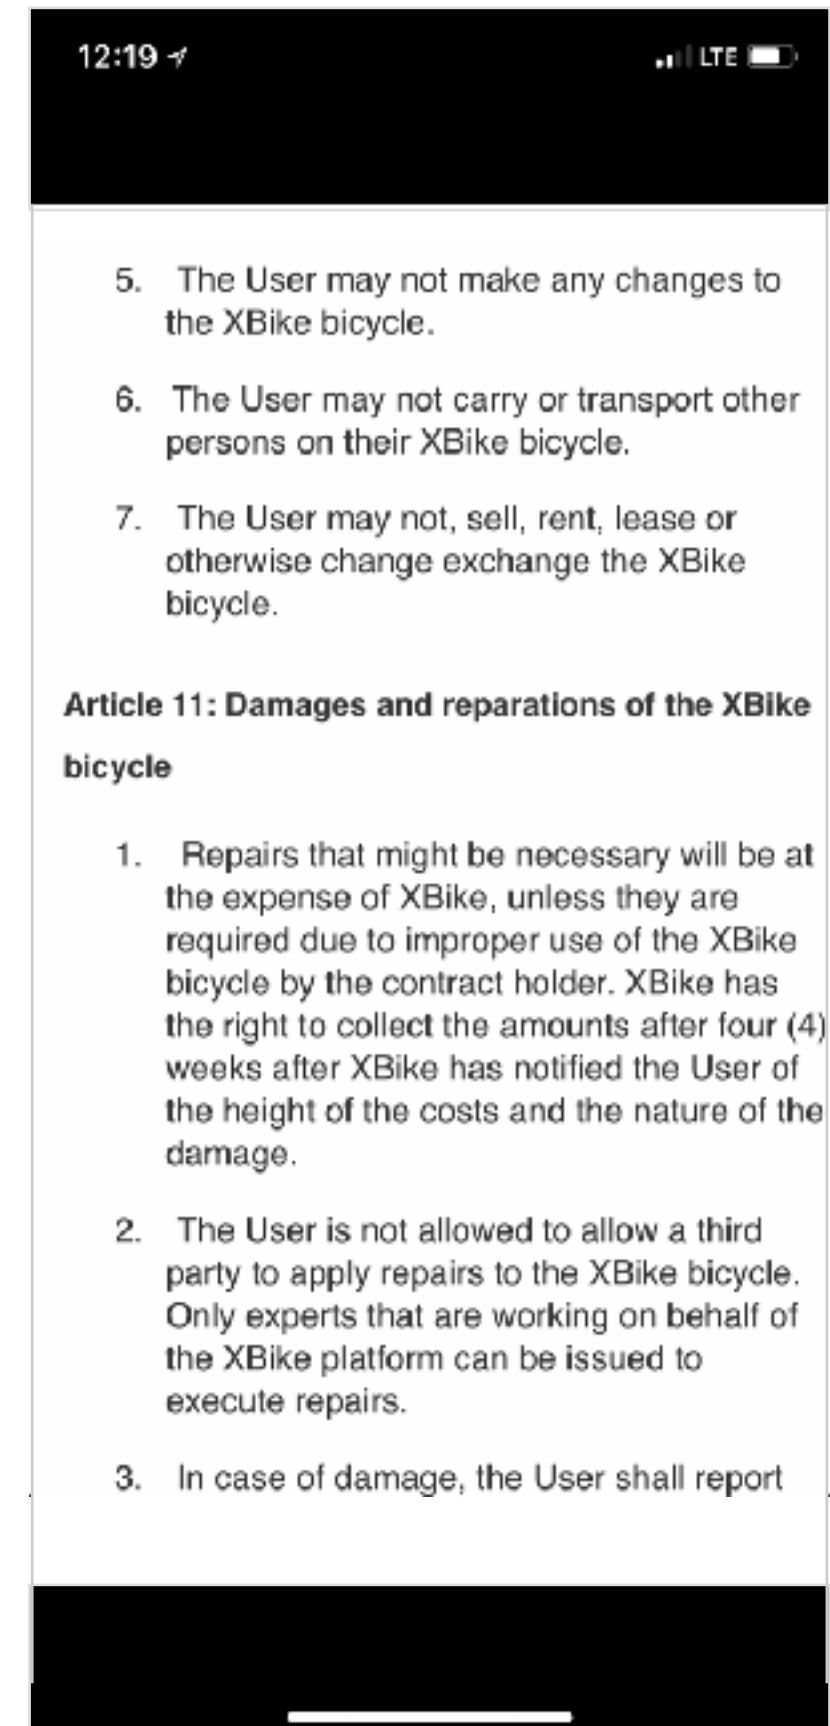 12:19 LTE
5. The User may not make any changes to
the XBike bicycle.
6. The User may not carry or transport other
persons on their XBike bicycle.
7. The User may not, sell, rent, lease or
otherwise change exchange the XBike
bicycle.
Article 11: Damages and reparations of the XBike
bicycle
1. Repairs that might be necessary will be at
the expense of XBike, unless they are
required due to improper use of the XBike
bicycle by the contract holder. XBike has
the right to collect the amounts after four (4)
weeks after XBike has notified the User of
the height of the costs and the nature of the
damage.
2. The User is not allowed to allow a third
party to apply repairs to the XBike bicycle.
Only experts that are working on behalf of
the XBike platform can be issued to
execute repairs.
3. In case of damage, the User shall report